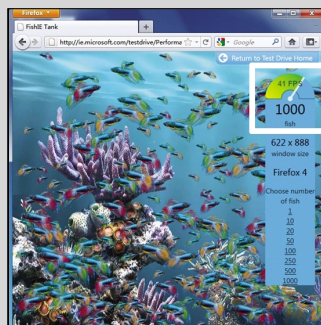 Firefox
FishIE Tank
http://ie.microsoft.com/testdrive/Performa
Google
Return to Test Drive Home
41 FPS
1000
fish
622 x 888
window size
Firefox 4
Choose number
of fish
1
10
20
50
100
250
500
1000